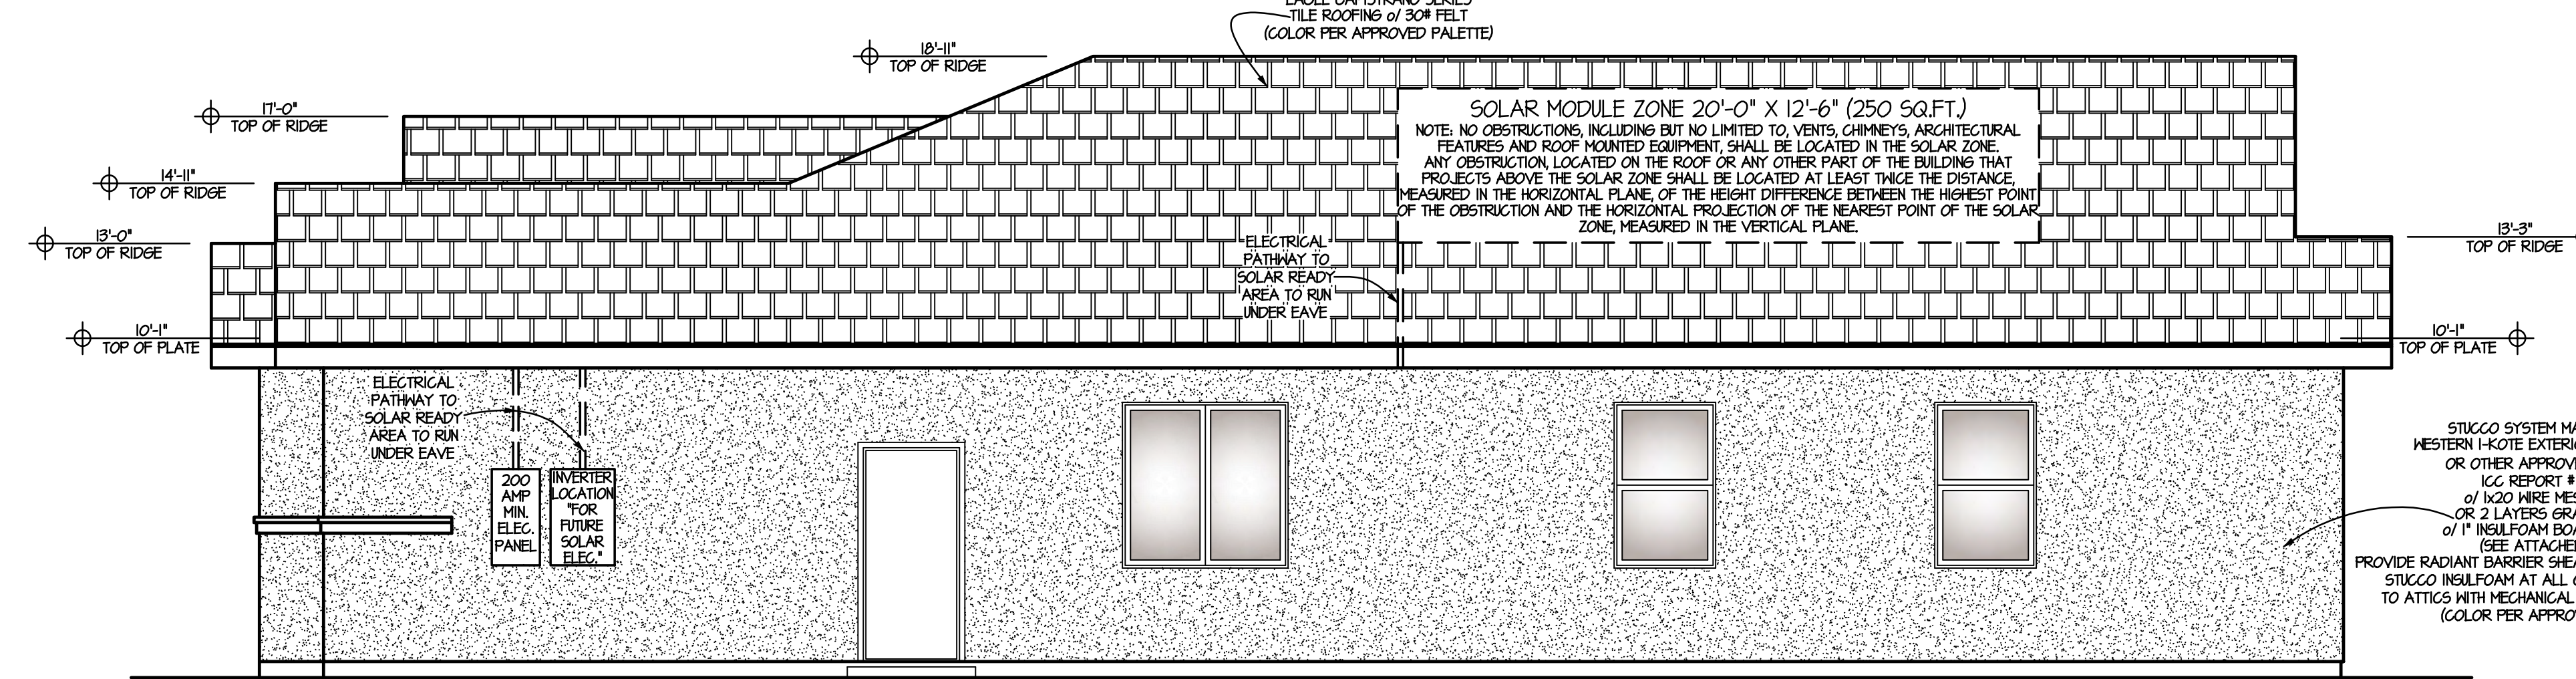 TILE ROOFING o/ 30# FELT
(COLOR PER APPROVED PALETTE)
18'-11"
TOP OF RIDGE
17'-0"
TOP OF RIDGE
14'-11"
TOP OF RIDGE
13'-0"
TOP OF RIDGE
10'-1"
TOP OF PLATE
SOLAR MODULE ZONE 20'-0" X 12'-6" (250 SQ.FT.)
NOTE: NO OBSTRUCTIONS, INCLUDING BUT NO LIMITED TO, VENTS, CHIMNEYS, ARCHITECTURAL
FEATURES AND ROOF MOUNTED EQUIPMENT, SHALL BE LOCATED IN THE SOLAR ZONE.
ANY OBSTRUCTION, LOCATED ON THE ROOF OR ANY OTHER PART OF THE BUILDING THAT
PROJECTS ABOVE THE SOLAR ZONE SHALL BE LOCATED AT LEAST TWICE THE DISTANCE,
MEASURED IN THE HORIZONTAL PLANE, OF THE HEIGHT DIFFERENCE BETWEEN THE HIGHEST POINT
OF THE OBSTRUCTION AND THE HORIZONTAL PROJECTION OF THE NEAREST POINT OF THE SOLAR
ZONE, MEASURED IN THE VERTICAL PLANE.
ELECTRICAL
PATHWAY TO
SOLAR READY
AREA TO RUN
UNDER EAVE
13'-3"
TOP OF RIDGE
10'-1"
TOP OF PLATE
ELECTRICAL
PATHWAY TO
SOLAR READY
AREA TO RUN
UNDER EAVE
200
AMP
MIN.
ELEC.
PANEL
INVERTER
LOCATION
"FOR
FUTURE
SOLAR
ELEC."
STUCCO SYSTEM
WESTERN 1-KOTE
OR OTHER
ICC REPORT #
o/ 1x20 WIRE
OR 2 LAYERS
o/ 1" INSULFOAM
(SEE
PROVIDE RADIANT BARRIER
STUCCO INSULFOAM AT ALL
TO ATTICS WITH MECHANICAL
(COLOR PER